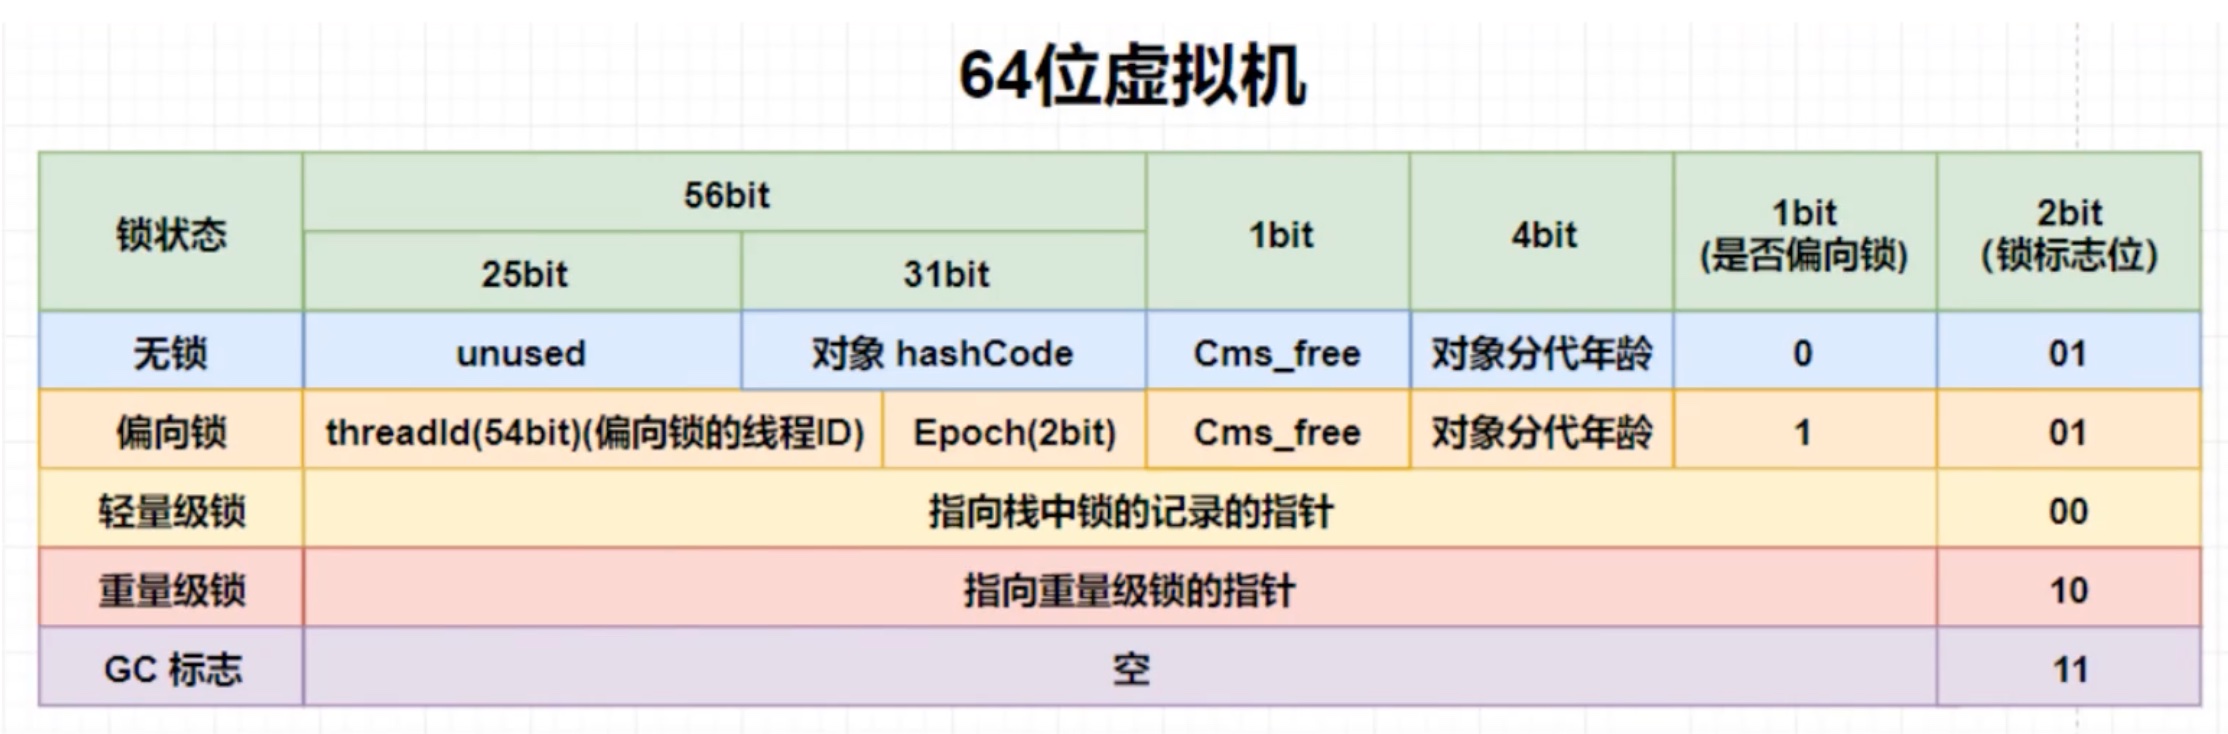 64位虚拟机
锁状态
56bit
25bit
31bit
1bit
4bit
1bit
(是否偏向锁)
2bit
(锁标志位)
无锁
unused
对象 hashCode
Cms_free
对象分代年龄
0
01
偏向锁
threadId(54bit)(偏向锁的线程ID)
Epoch(2bit)
Cms_free
对象分代年龄
1
01
轻量级锁
指向栈中锁的记录的指针
00
重量级锁
指向重量级锁的指针
10
GC 标志
空
11